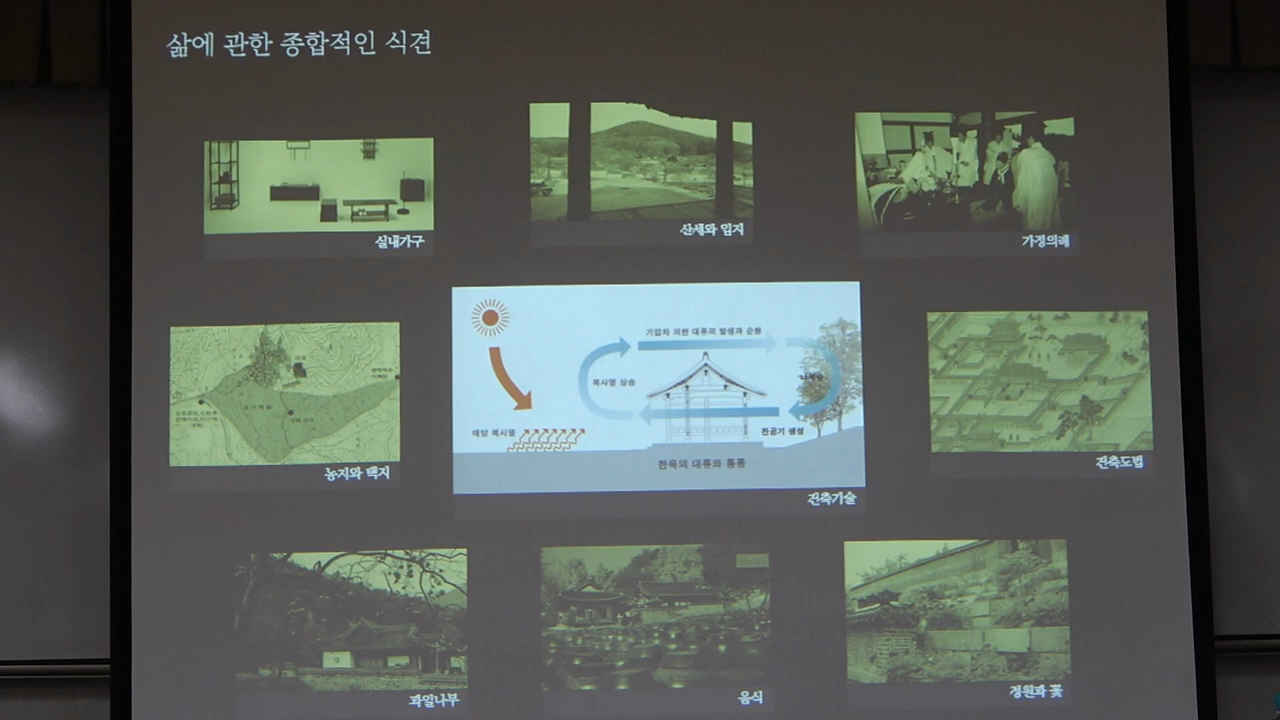 삶에 관한 종합적인 식견
실내가구
산세와 입지
가정의례
기압차 의한 대류의 발생과 순환
복사열 상승
태양 복사열
찬공기 생성
한옥의 대류와 통풍
농지와 택지
건축기술
건축도법
과일나무
음식
정원과 꽃